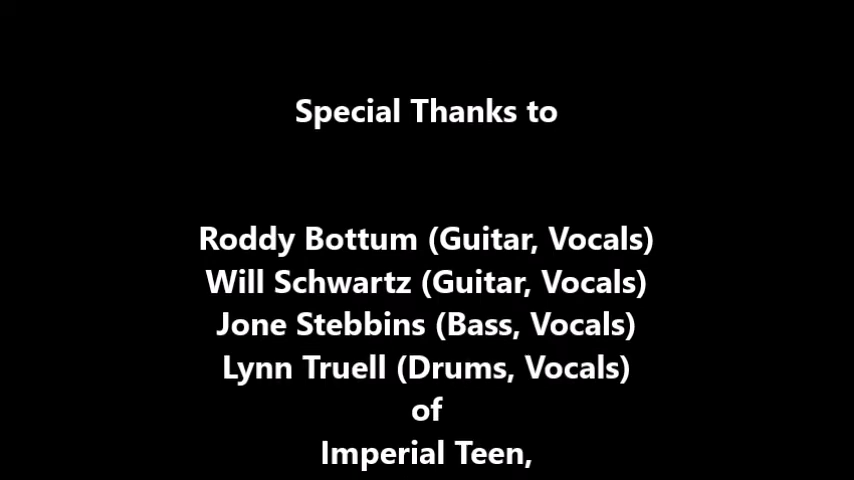 Special Thanks to
Roddy Bottum (Guitar, Vocals)
Will Schwartz (Guitar, Vocals)
Jone Stebbins (Bass, Vocals)
Lynn Truell (Drums, Vocals)
of
Imperial Teen,